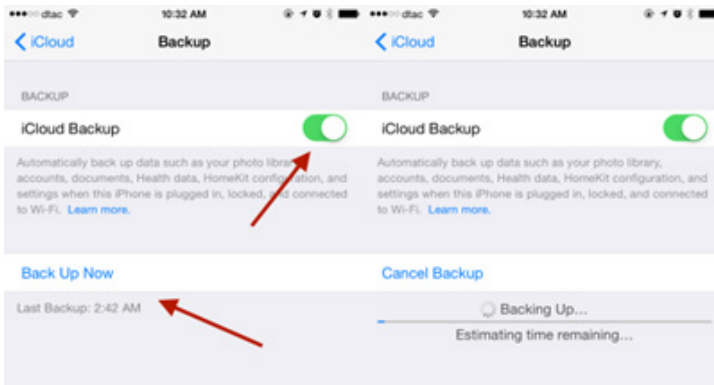 dtac 10:32 AM
iCloud Backup
BACKUP
iCloud Backup
Automatically back up data such as your photo library,
accounts, documents, Health data, HomeKit configuration, and
settings when this iPhone is plugged in, locked, and connected
to Wi-Fi. Learn more.
Back Up Now
Last Backup: 2:42 AM
dtac 10:32 AM
iCloud Backup
BACKUP
iCloud Backup
Automatically back up data such as your photo library,
accounts, documents, Health data, HomeKit configuration, and
settings when this iPhone is plugged in, locked, and connected
to Wi-Fi. Learn more.
Cancel Backup
Backing Up...
Estimating time remaining...